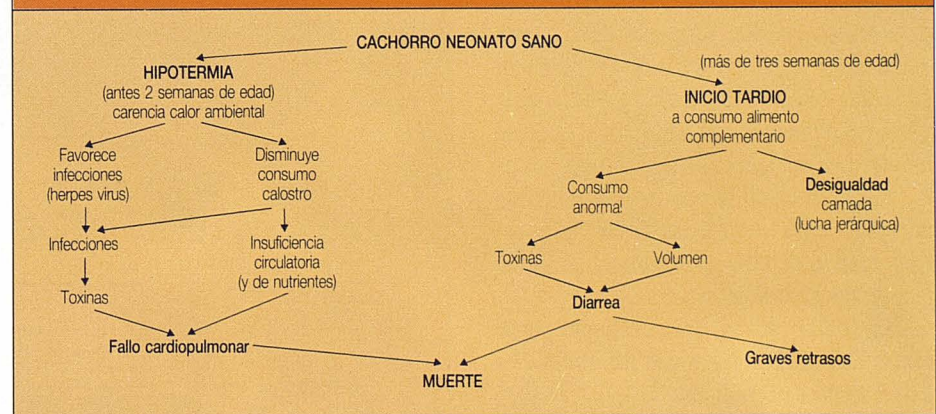 CACHORRO NEONATO SANO
HIPOTERMIA
(antes 2 semanas de edad)
carencia calor ambiental
(más de tres semanas de edad)
INICIO TARDIO
a consumo alimento
complementario
Favorece
infecciones
(herpes virus)
Disminuye
consumo
calostro
Consumo
anorma!
Desigualdad
camada
(lucha jerárquica)
Infecciones
Insuficiencia
circulatoria
(y de nutrientes)
Toxinas
Volumen
Toxinas
Diarrea
Fallo cardiopulmonar
Graves retrasos
MUERTE